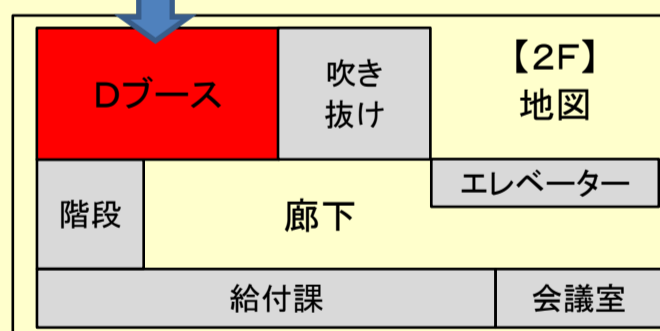 Dブース
吹き
抜け
【2F】
地図
階段
廊下
エレベーター
給付課
会議室